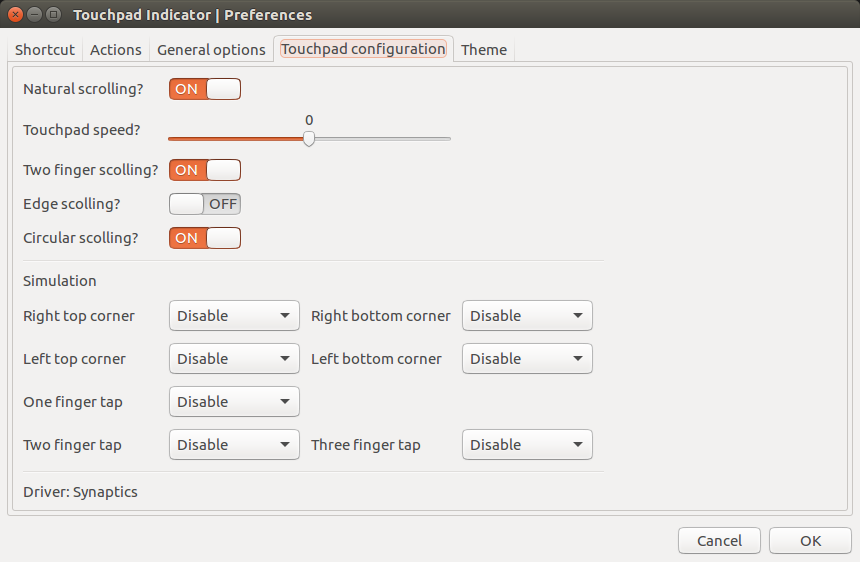 Touchpad Indicator | Preferences
Shortcut Actions General options Touchpad configuration Theme
Natural scrolling? ON
0
Touchpad speed?
Two finger scolling? ON
Edge scolling? OFF
Circular scolling? ON
Simulation
Right top corner Disable Right bottom corner Disable
Left top corner Disable Left bottom corner Disable
One finger tap Disable
Two finger tap Disable Three finger tap Disable
Driver: Synaptics
Cancel OK